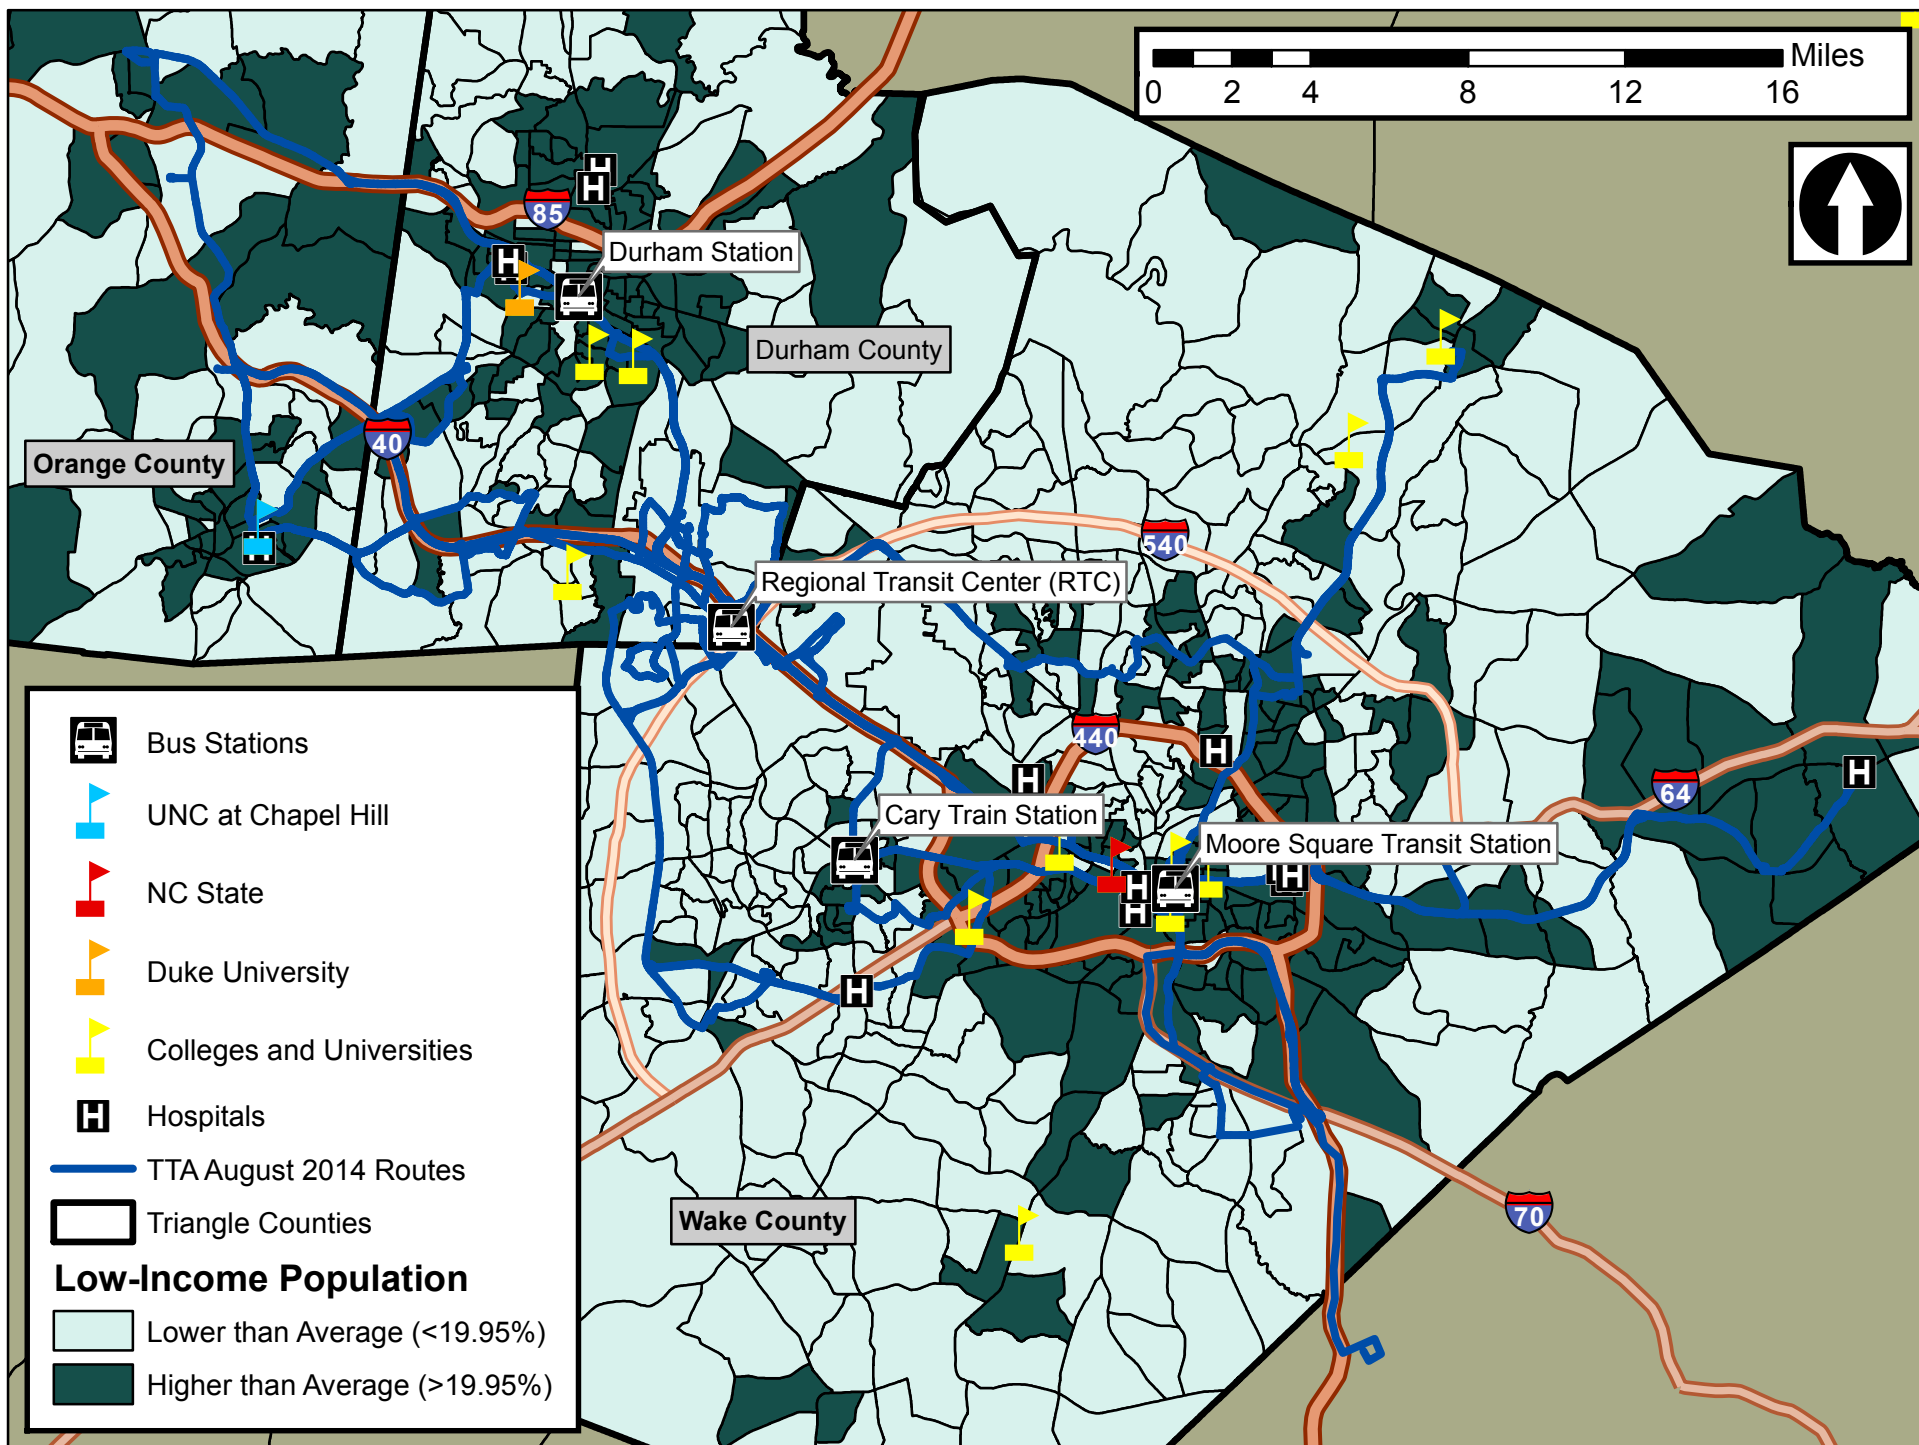 Miles
0 2 4 8 12 16
H
H
85
Durham Station
H
Durham County
40
Orange County
H
540
Regional Transit Center (RTC)
440
H
H
64
H
Cary Train Station
Moore Square Transit Station
H
H
H
H
70
Wake County
Bus Stations
UNC at Chapel Hill
NC State
Duke University
Colleges and Universities
H Hospitals
TTA August 2014 Routes
Triangle Counties
Low-Income Population
Lower than Average (<19.95%)
Higher than Average (>19.95%)